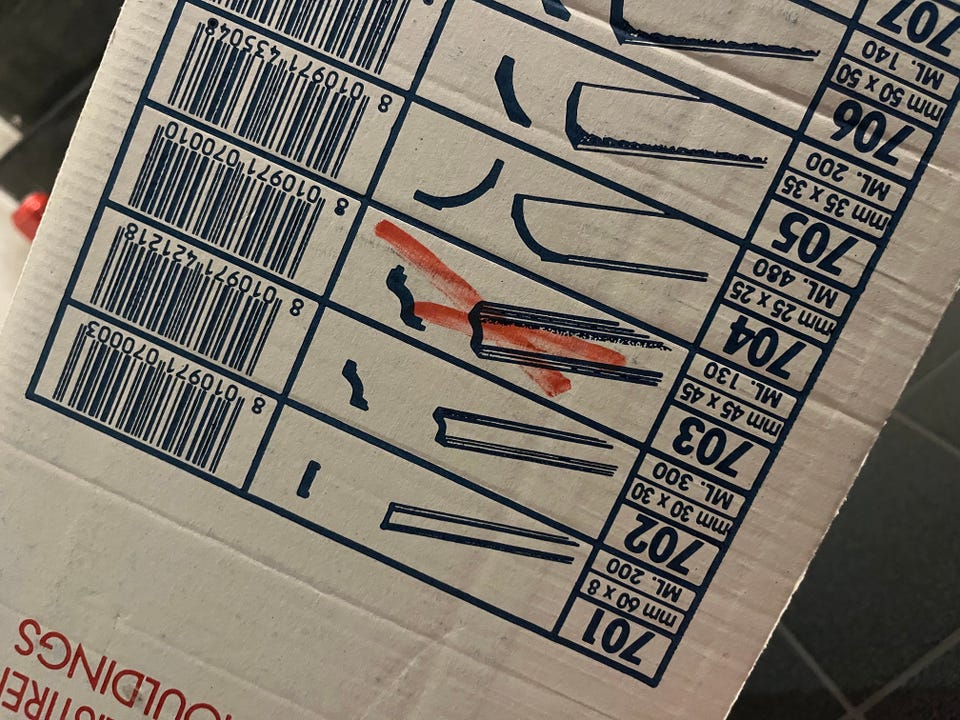 MOULDINGS
701
mm 60 x 8
ML. 200
8 010971 070003
702
mm 30 x 30
ML. 300
8 010971 421218
703
mm 45 x 45
ML. 130
8 010971 070010
704
mm 25 x 25
ML. 480
8 010971 435048
705
mm 35 x 35
ML. 200
706
mm 50 x 50
ML. 140
707